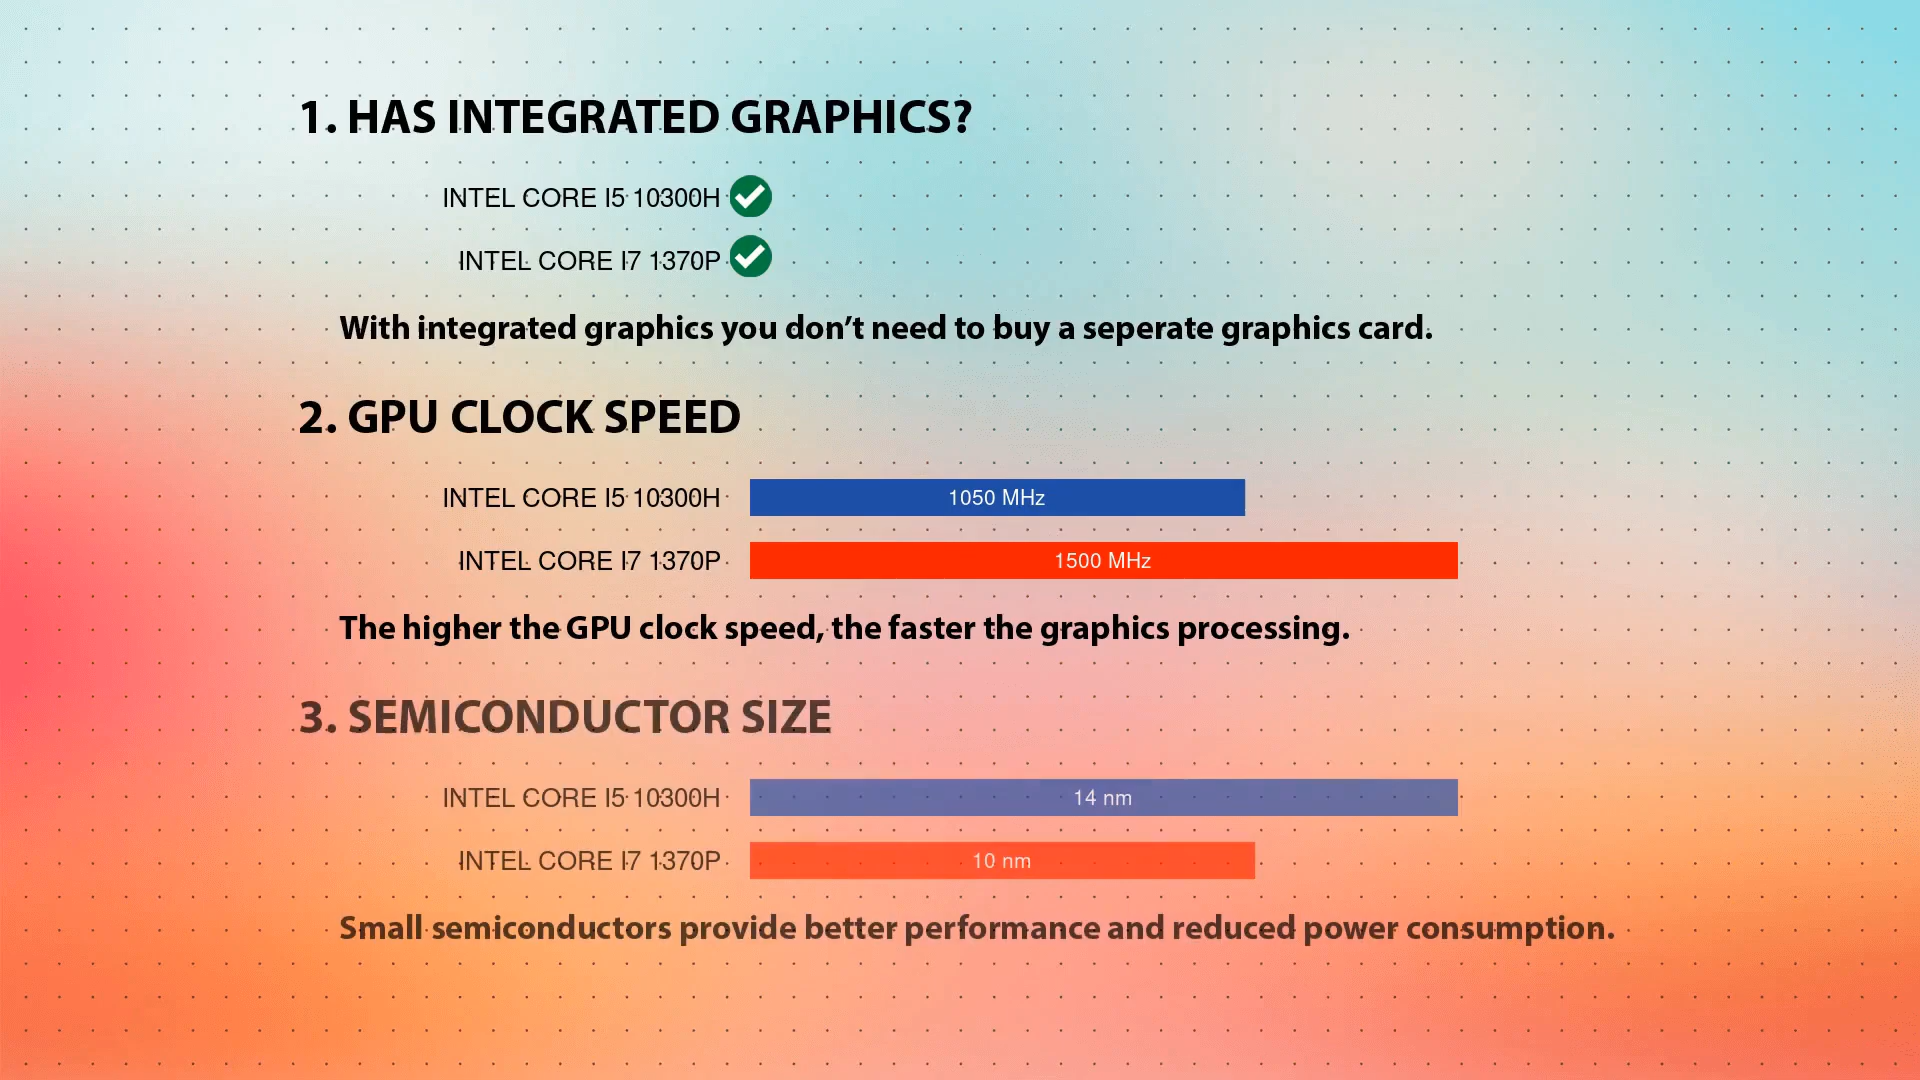 1. HAS INTEGRATED GRAPHICS?
INTEL CORE I5 10300H
INTEL CORE I7 1370P
With integrated graphics you don’t need to buy a seperate graphics card.
2. GPU CLOCK SPEED
INTEL CORE I5 10300H 1050 MHz
INTEL CORE I7 1370P 1500 MHz
The higher the GPU clock speed, the faster the graphics processing.
3. SEMICONDUCTOR SIZE
INTEL CORE I5 10300H 14 nm
INTEL CORE I7 1370P 10 nm
Small semiconductors provide better performance and reduced power consumption.